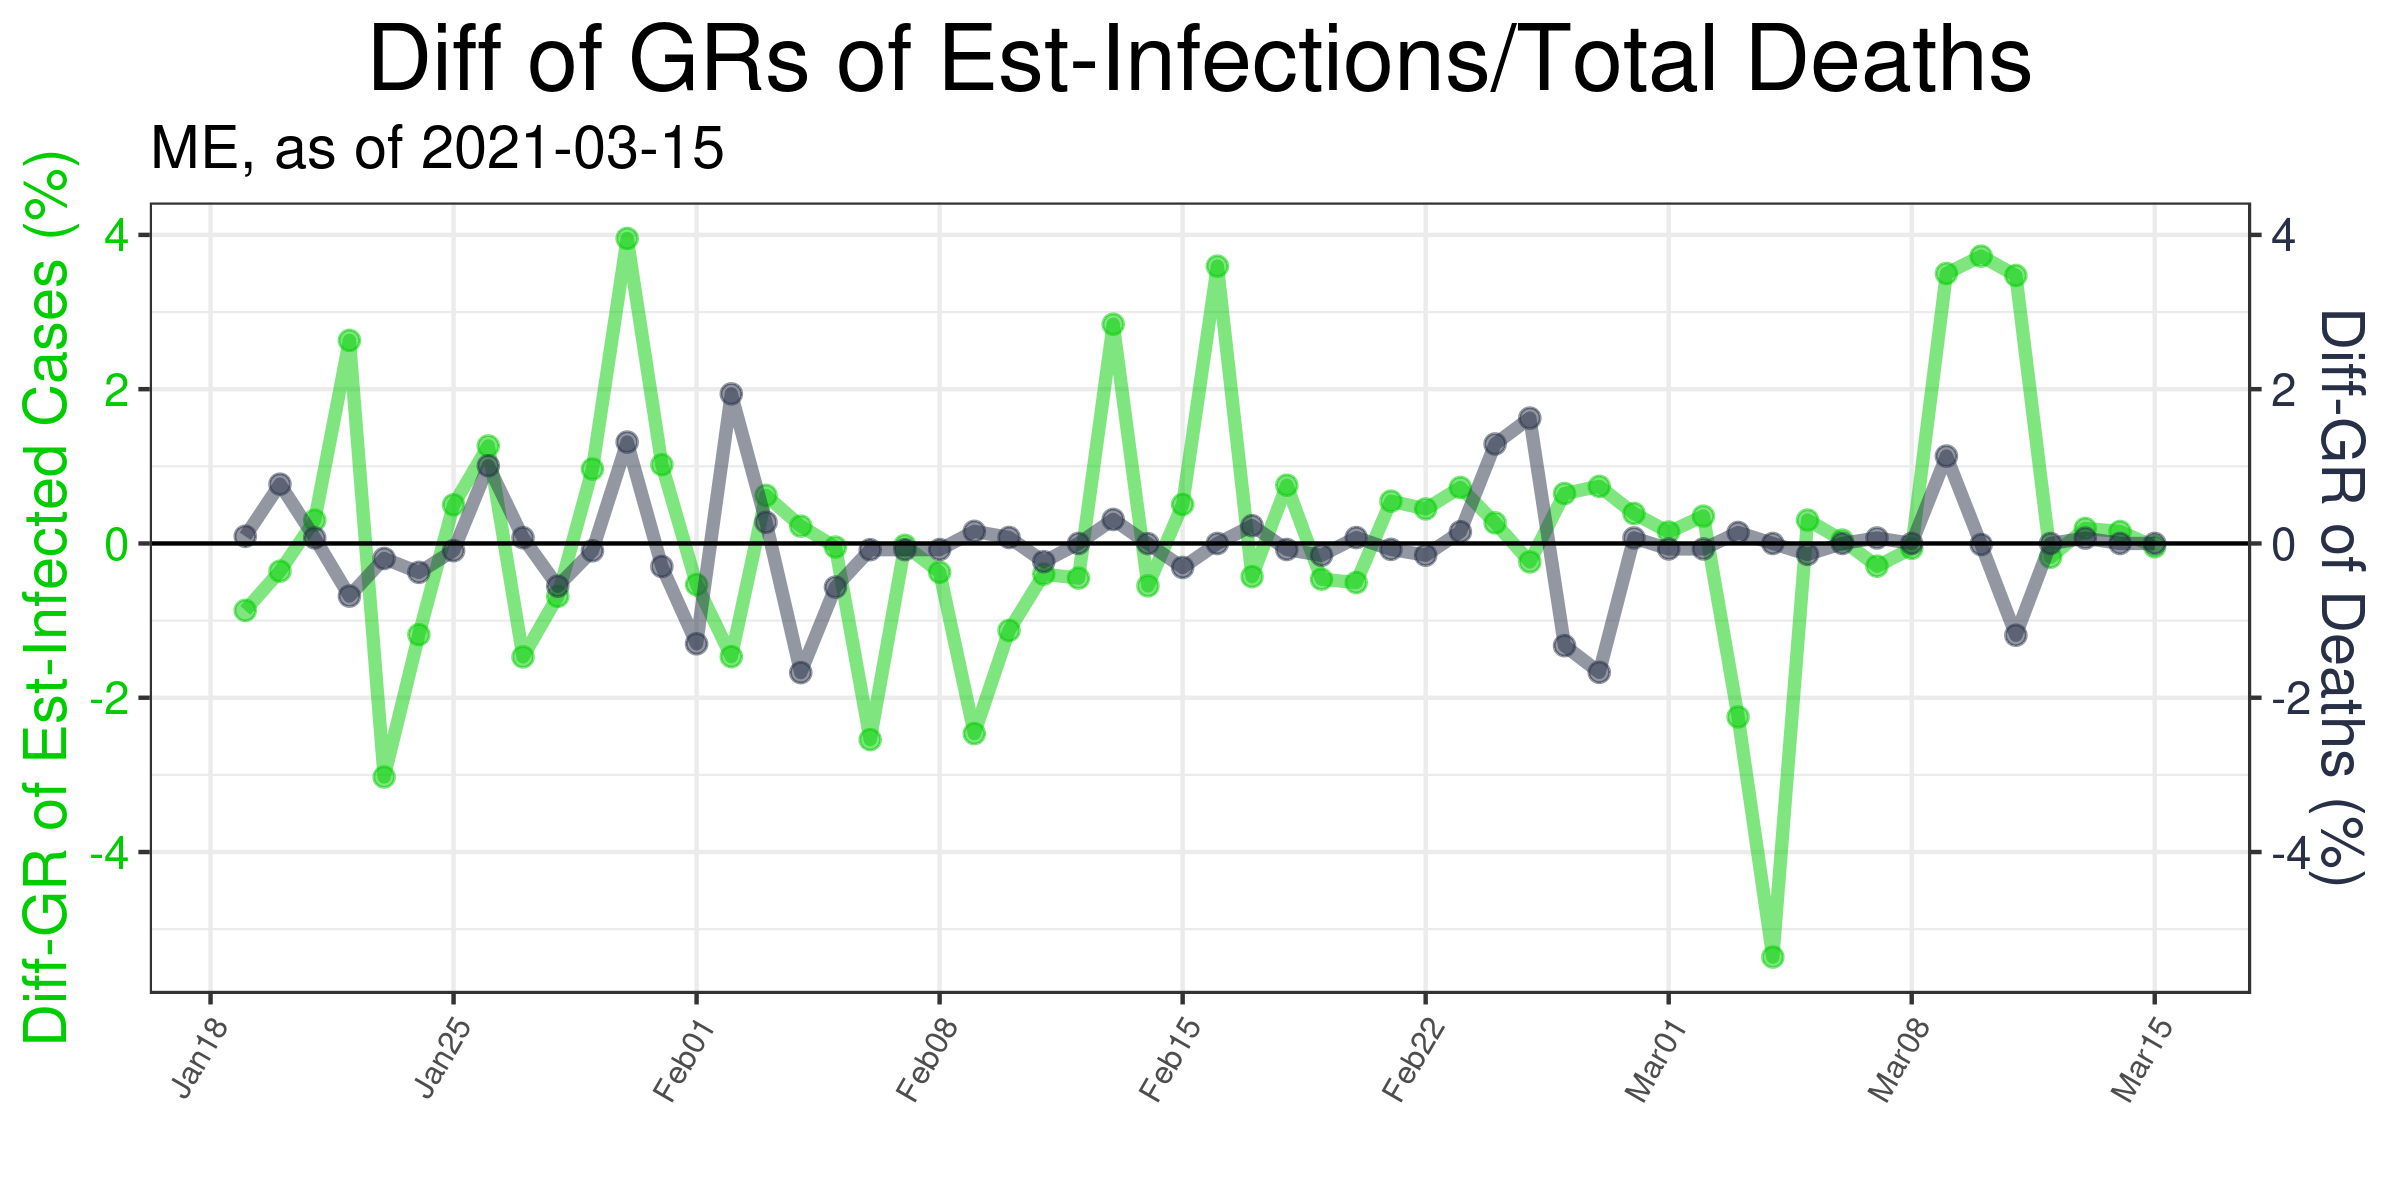 Diff of GRs of Est-Infections/Total Deaths
ME, as of 2021-03-15
Diff-GR of Est-Infected Cases (%)
4
2
0
-2
-4
4
2
0
-2
-4
Diff-GR of Deaths (%)
Jan18
Jan25
Feb01
Feb08
Feb15
Feb22
Mar01
Mar08
Mar15